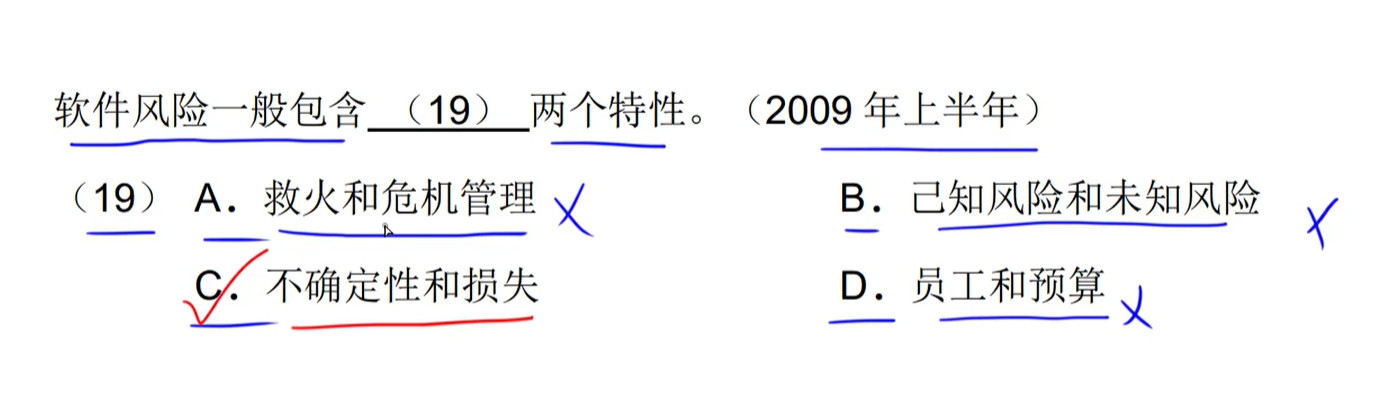 软件风险一般包含 （19） 两个特性。（2009 年上半年）
（19） A．救火和危机管理 B．已知风险和未知风险
C．不确定性和损失 D．员工和预算